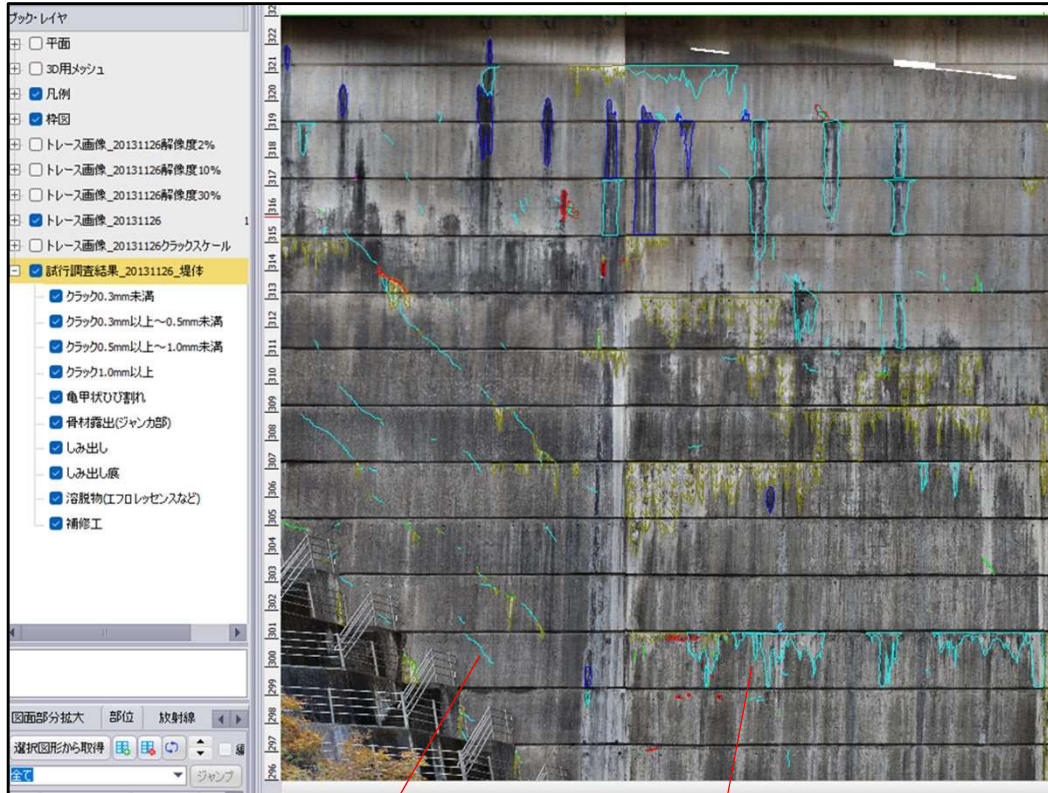 ブック・レイヤ
平面
3D用メッシュ
凡例
枠図
トレース画像_20131126解像度2%
トレース画像_20131126解像度10%
トレース画像_20131126解像度30%
トレース画像_20131126 1
トレース画像_20131126クラックスケール
試行調査結果_20131126_堤体
クラック0.3mm未満
クラック0.3mm以上～0.5mm未満
クラック0.5mm以上～1.0mm未満
クラック1.0mm以上
亀甲状ひび割れ
骨材露出(ジャンカ部)
しみ出し
しみ出し痕
溶脱物(エフロレッセンスなど)
補修工
図面部分拡大 部位 放射線
選択図形から取得
全て ジャンプ
322
321
320
319
318
317
316
315
314
313
312
311
310
309
308
307
306
305
304
303
302
301
300
299
298
297
296